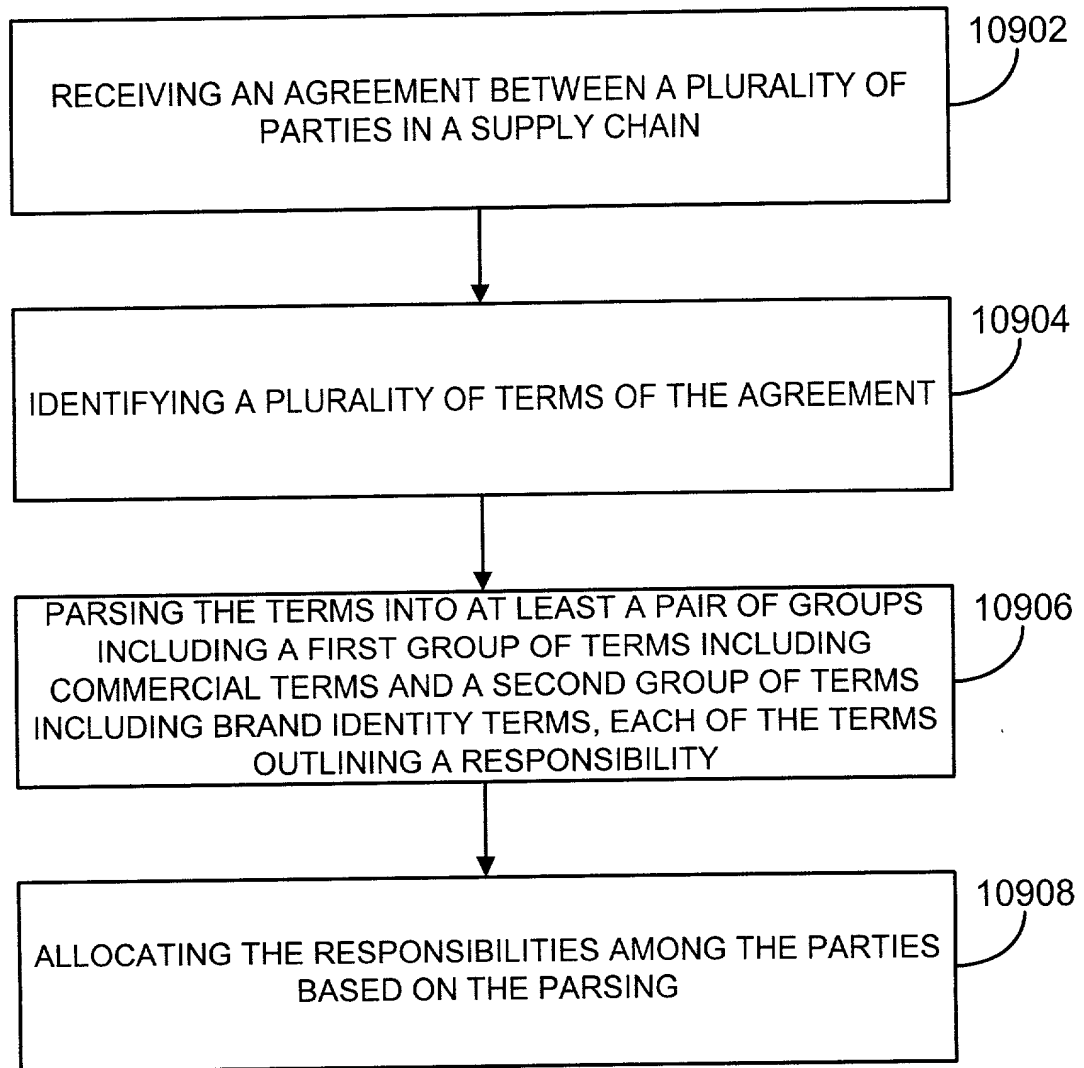 10902
RECEIVING AN AGREEMENT BETWEEN A PLURALITY OF
PARTIES IN A SUPPLY CHAIN
10904
IDENTIFYING A PLURALITY OF TERMS OF THE AGREEMENT
10906
PARSING THE TERMS INTO AT LEAST A PAIR OF GROUPS
INCLUDING A FIRST GROUP OF TERMS INCLUDING
COMMERCIAL TERMS AND A SECOND GROUP OF TERMS
INCLUDING BRAND IDENTITY TERMS, EACH OF THE TERMS
OUTLINING A RESPONSIBILITY
10908
ALLOCATING THE RESPONSIBILITIES AMONG THE PARTIES
BASED ON THE PARSING